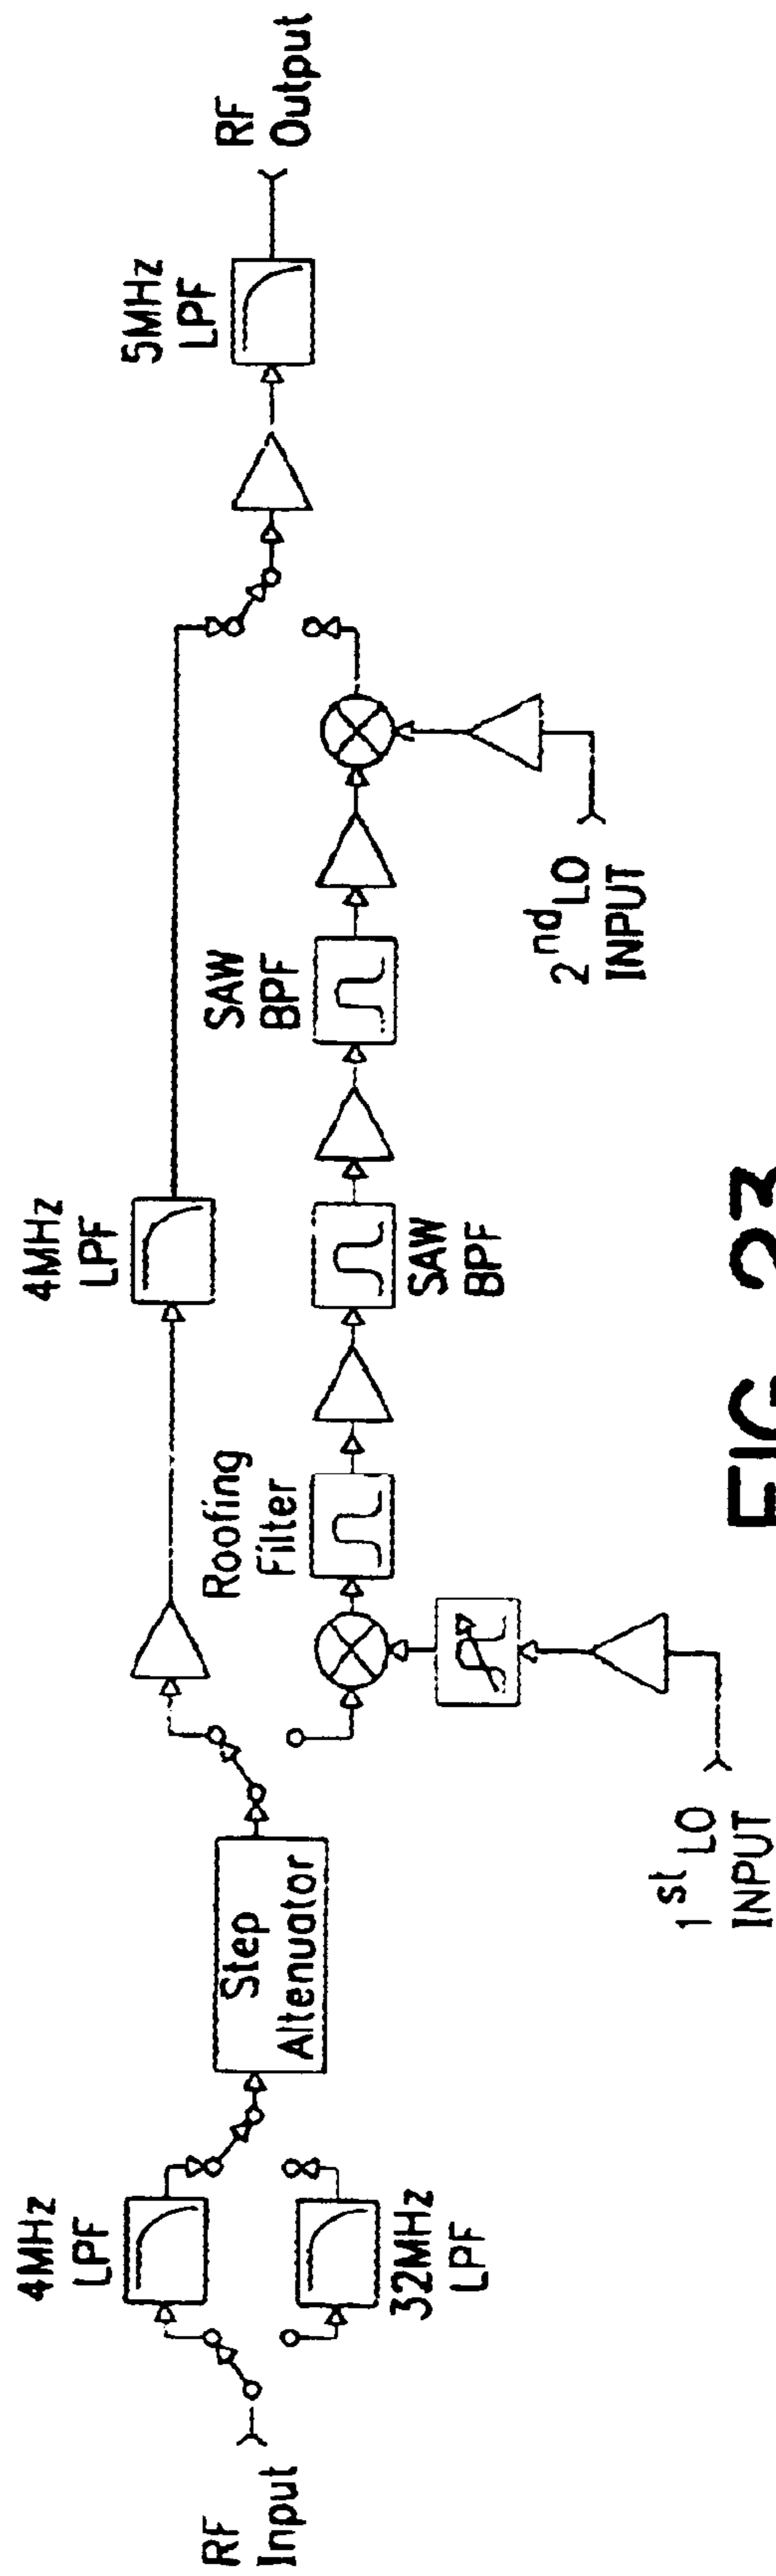 RF
Input
4MHz
LPF
32MHz
LPF
Step
Altenuator
1st LO
INPUT
Roofing
Filter
4MHz
LPF
SAW
BPF
SAW
BPF
2nd LO
INPUT
5MHz
LPF
RF
Output
FIG 23